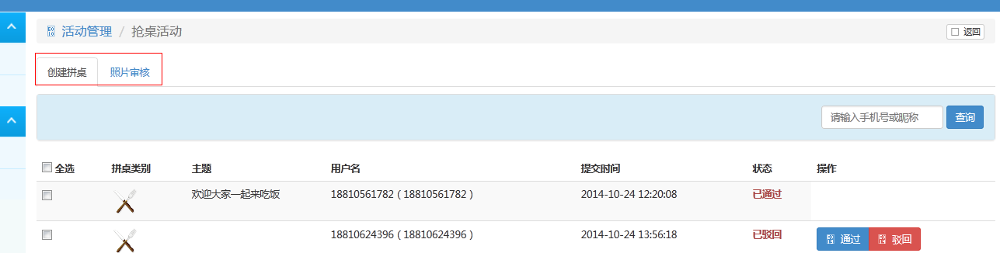 活动管理 / 抢桌活动 返回
创建拼桌 照片审核
请输入手机号或昵称 查询
全选 拼桌类别 主题 用户名 提交时间 状态 操作
欢迎大家一起来吃饭 18810561782 ( 18810561782 ) 2014-10-24 12:20:08 已通过
18810624396 ( 18810624396 ) 2014-10-24 13:56:18 已驳回 通过 驳回